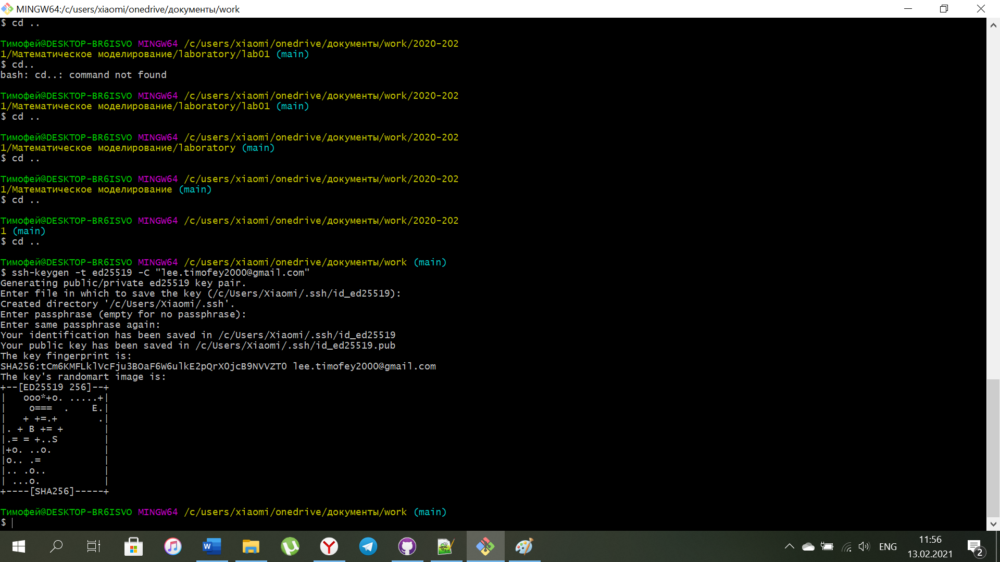 MINGW64:/c/users/xiaomi/onedrive/документы/work
$ cd ..
Тимофей@DESKTOP-BR6ISVO MINGW64 /c/users/xiaomi/onedrive/документы/work/2020-202
1/Математическое моделирование/laboratory/lab01 (main)
$ cd..
bash: cd..: command not found
Тимофей@DESKTOP-BR6ISVO MINGW64 /c/users/xiaomi/onedrive/документы/work/2020-202
1/Математическое моделирование/laboratory/lab01 (main)
$ cd ..
Тимофей@DESKTOP-BR6ISVO MINGW64 /c/users/xiaomi/onedrive/документы/work/2020-202
1/Математическое моделирование/laboratory (main)
$ cd ..
Тимофей@DESKTOP-BR6ISVO MINGW64 /c/users/xiaomi/onedrive/документы/work/2020-202
1/Математическое моделирование (main)
$ cd ..
Тимофей@DESKTOP-BR6ISVO MINGW64 /c/users/xiaomi/onedrive/документы/work/2020-202
1 (main)
$ cd ..
Тимофей@DESKTOP-BR6ISVO MINGW64 /c/users/xiaomi/onedrive/документы/work (main)
$ ssh-keygen -t ed25519 -C "lee.timofey2000@gmail.com"
Generating public/private ed25519 key pair.
Enter file in which to save the key (/c/Users/Xiaomi/.ssh/id_ed25519):
Created directory '/c/Users/Xiaomi/.ssh'.
Enter passphrase (empty for no passphrase):
Enter same passphrase again:
Your identification has been saved in /c/Users/Xiaomi/.ssh/id_ed25519
Your public key has been saved in /c/Users/Xiaomi/.ssh/id_ed25519.pub
The key fingerprint is:
SHA256:tCm6KMFLklVcFju3BOaF6W6ulkE2pQrX0jcB9NVVZT0 lee.timofey2000@gmail.com
The key's randomart image is:
+--[ED25519 256]--+
|   ooo*+o. .....+|
|    o===  .    E.|
|   + +=.+       .|
|. + B += +       |
|.= = +..S        |
|+o. ..o.         |
|o.. .=           |
|.. .o..          |
| ...o.           |
+----[SHA256]-----+
Тимофей@DESKTOP-BR6ISVO MINGW64 /c/users/xiaomi/onedrive/документы/work (main)
$
ENG
11:56
13.02.2021
2